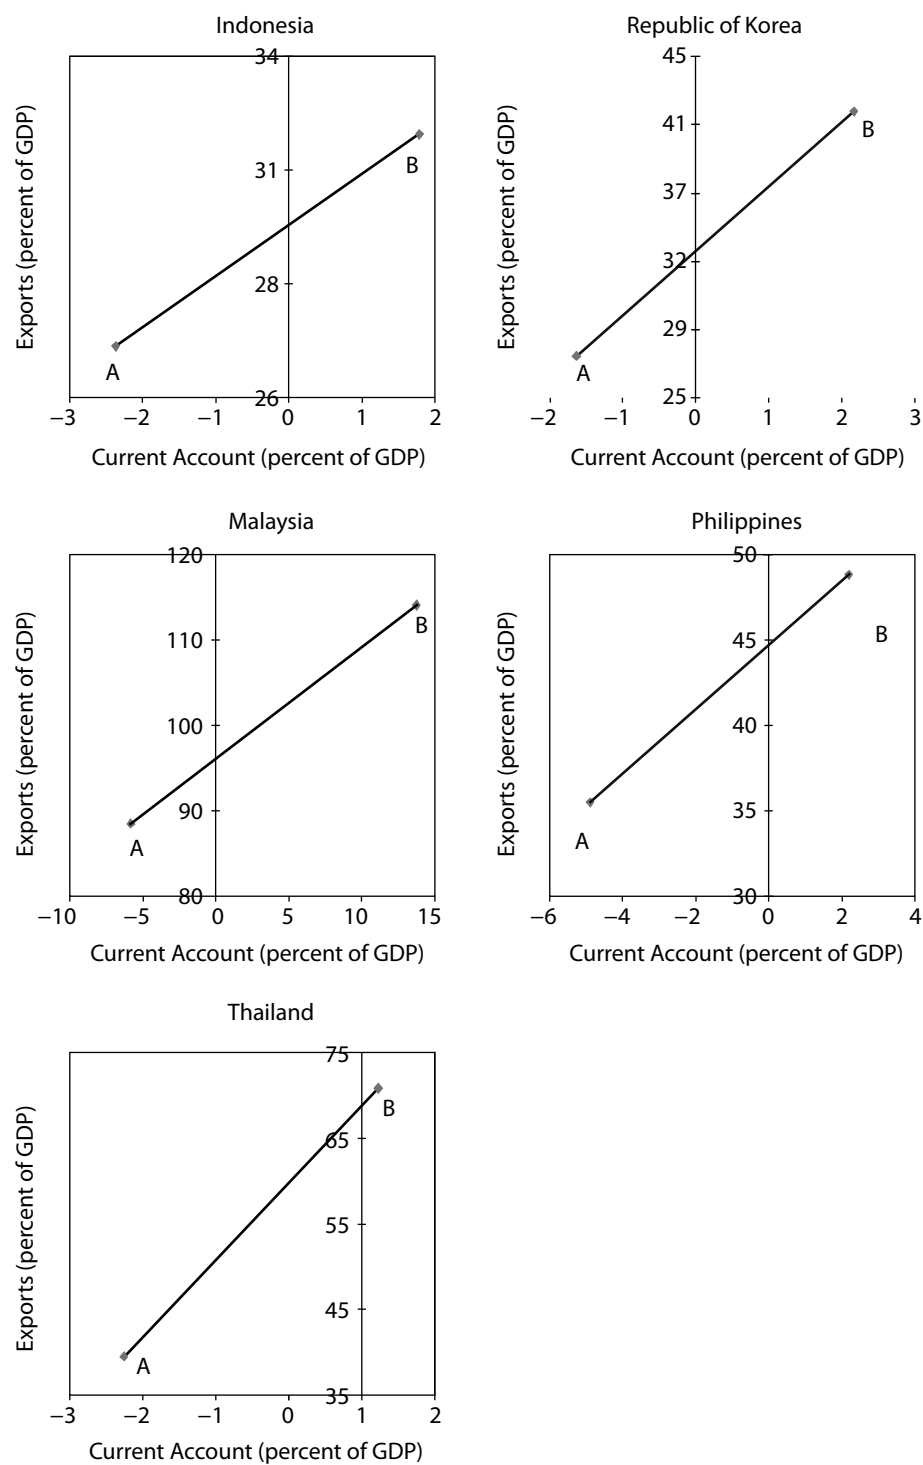 Indonesia
34
31
28
26
Exports (percent of GDP)
A
B
−3 −2 −1 0 1 2
Current Account (percent of GDP)
Republic of Korea
45
41
37
32
29
25
Exports (percent of GDP)
A
B
−2 −1 0 1 2 3
Current Account (percent of GDP)
Malaysia
120
110
100
90
80
Exports (percent of GDP)
A
B
−10 −5 0 5 10 15
Current Account (percent of GDP)
Philippines
50
45
40
35
30
Exports (percent of GDP)
A
B
−6 −4 −2 0 2 4
Current Account (percent of GDP)
Thailand
75
65
55
45
35
Exports (percent of GDP)
A
B
−3 −2 −1 0 1 2
Current Account (percent of GDP)